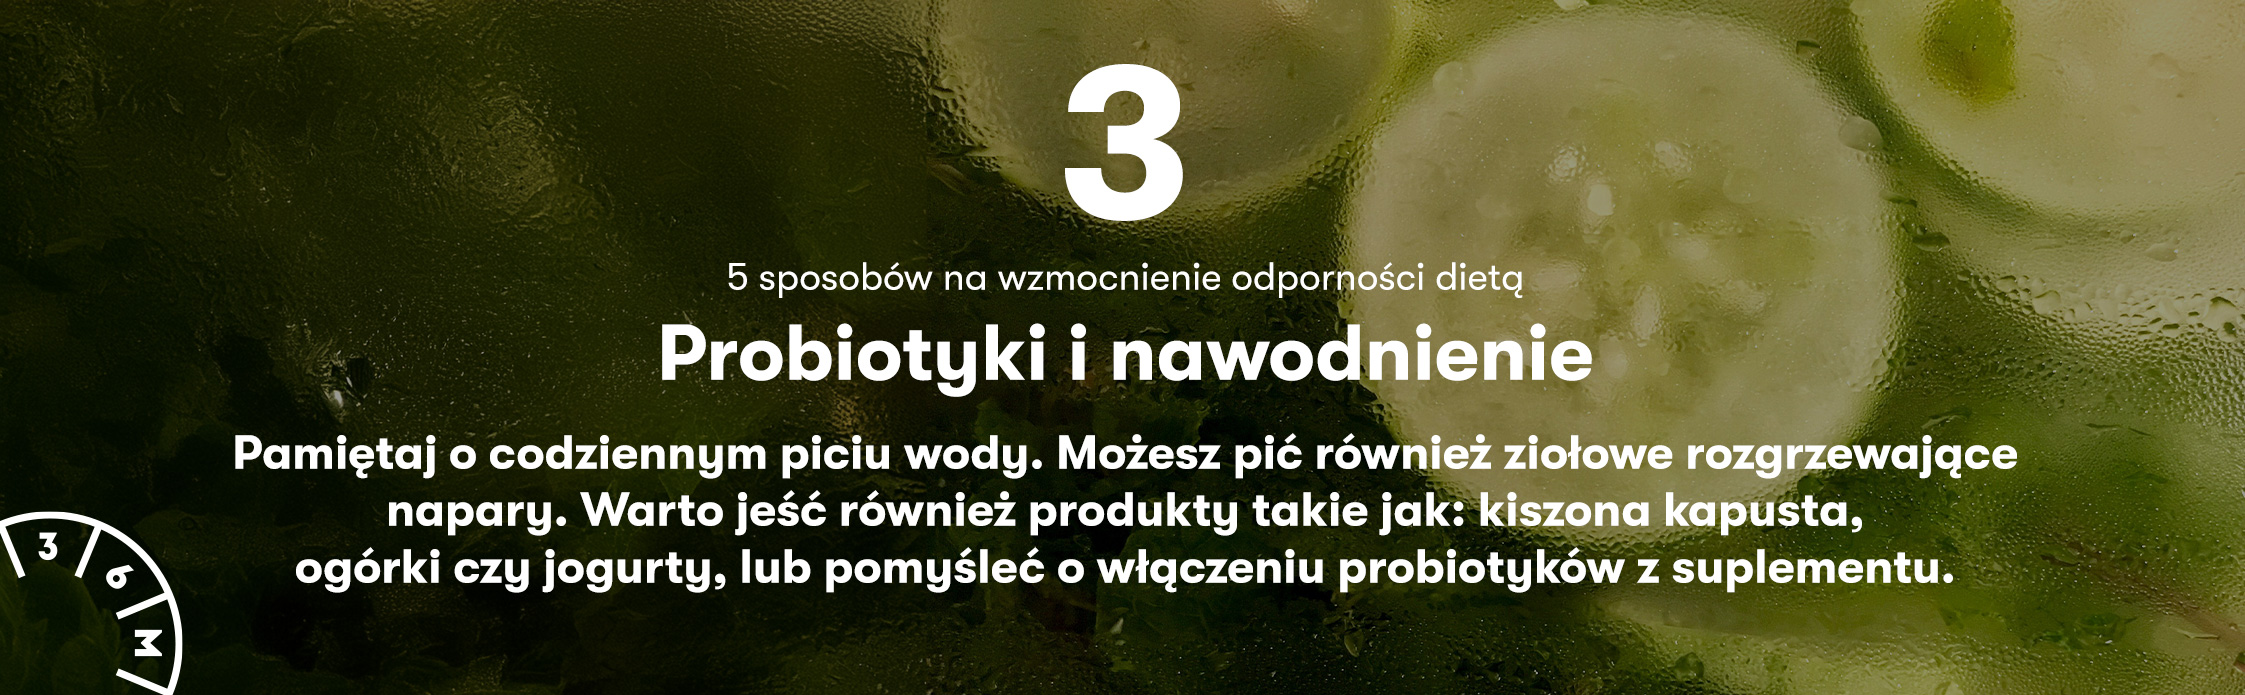 3
5 sposobów na wzmocnienie odporności dietą
Probiotyki i nawodnienie
Pamiętaj o codziennym piciu wody. Możesz pić również ziołowe rozgrzewające
napary. Warto jeść również produkty takie jak: kiszona kapusta,
ogórki czy jogurty, lub pomyśleć o włączeniu probiotyków z suplementu.
3
6
M